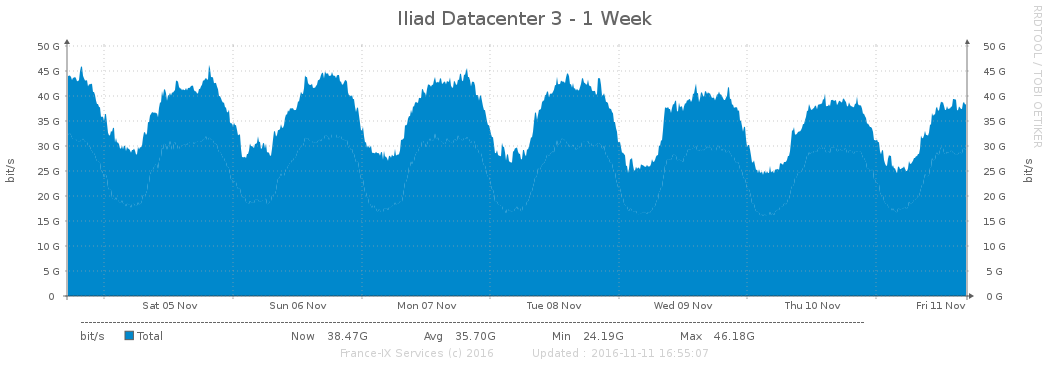 Iliad Datacenter 3 - 1 Week
RRDTOOL / TOBI OETIKER
50 G 50 G
45 G 45 G
40 G 40 G
35 G 35 G
30 G 30 G
25 G 25 G
20 G 20 G
15 G 15 G
10 G 10 G
5 G 5 G
0 0 G
bit/s bit/s
Sat 05 Nov Sun 06 Nov Mon 07 Nov Tue 08 Nov Wed 09 Nov Thu 10 Nov Fri 11 Nov
bit/s Total Now 38.47G Avg 35.70G Min 24.19G Max 46.18G
France-IX Services (c) 2016 Updated : 2016-11-11 16:55:07